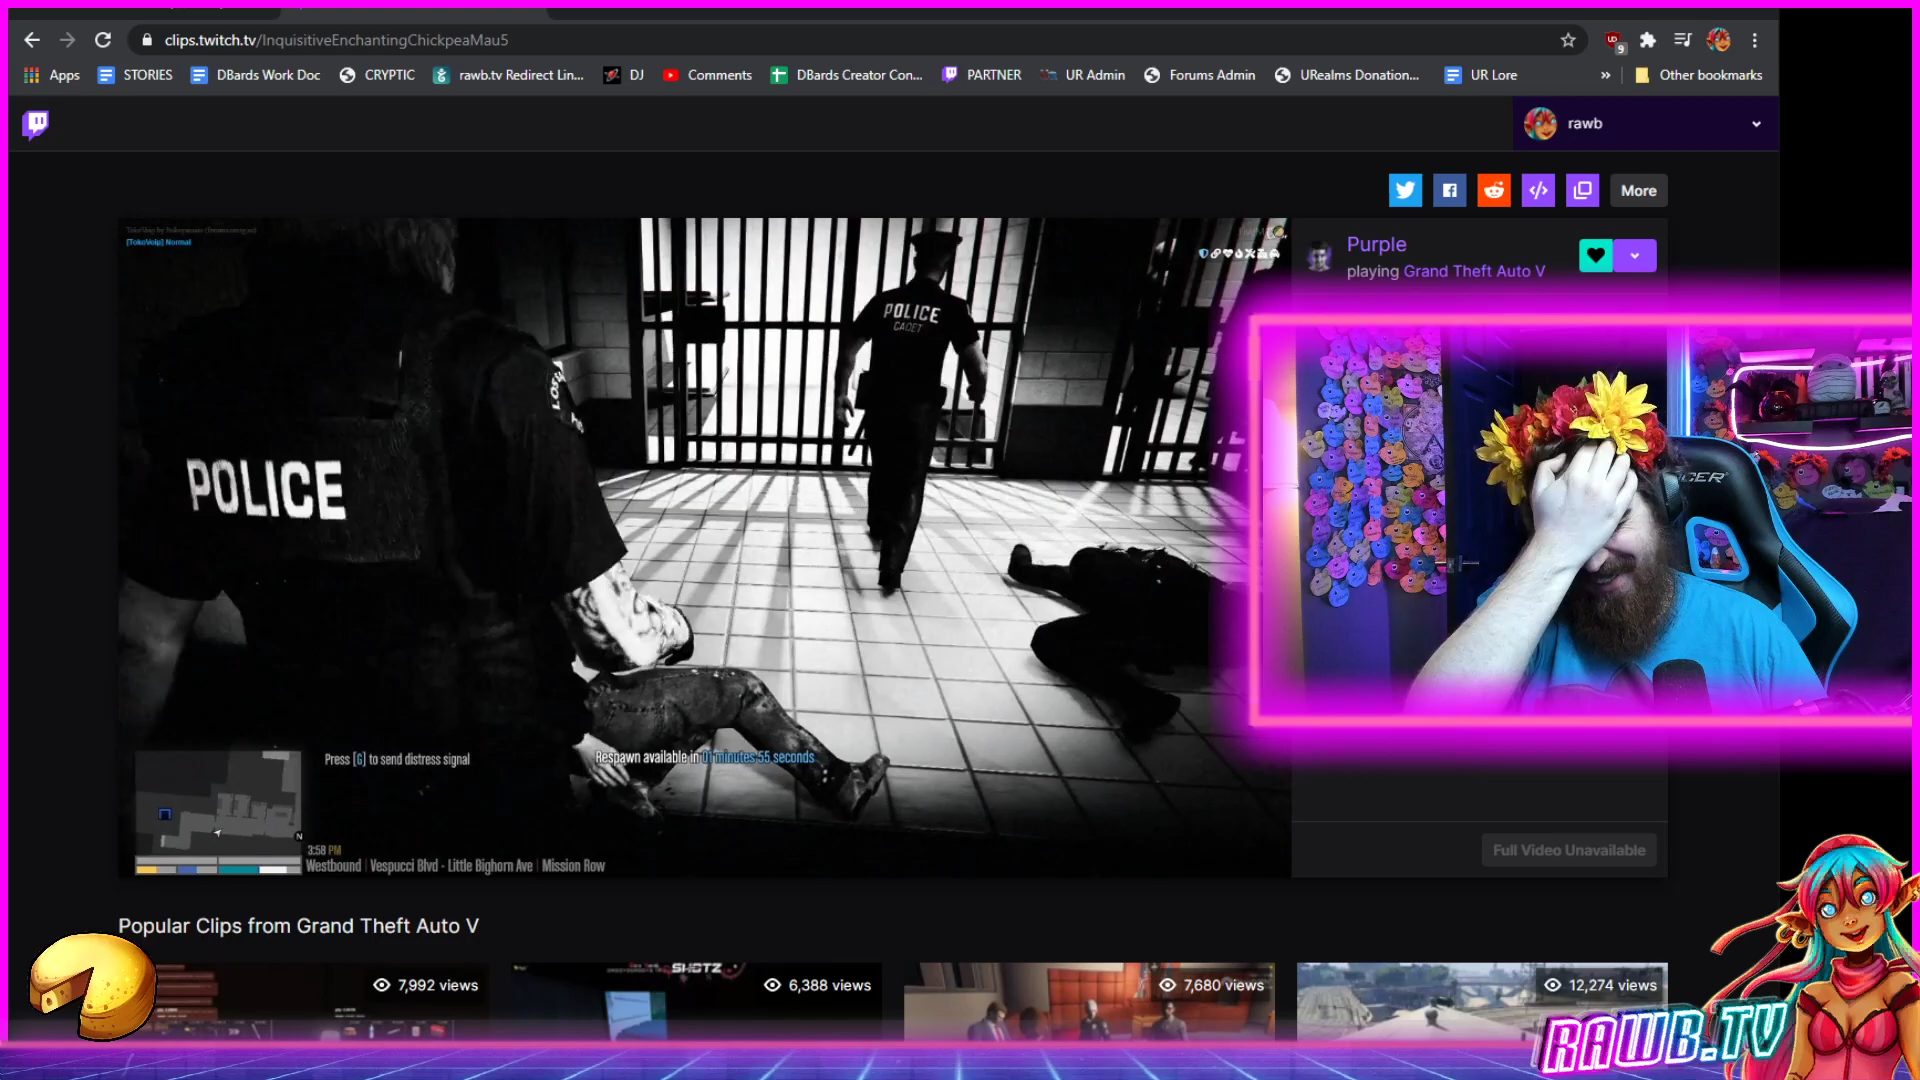 clips.twitch.tv/InquisitiveEnchantingChickpeaMau5
9
Apps
STORIES
DBards Work Doc
CRYPTIC
rawb.tv Redirect Lin...
DJ
Comments
DBards Creator Con...
PARTNER
UR Admin
Forums Admin
URealms Donation...
UR Lore
»
Other bookmarks
rawb
More
[TokoVoip] Normal
Purple
playing Grand Theft Auto V
POLICE
CADET
POLICE
Press [G] to send distress signal
Respawn available in 01 minutes 55 seconds
N
3:58 PM
Westbound | Vespucci Blvd - Little Bighorn Ave | Mission Row
Full Video Unavailable
Popular Clips from Grand Theft Auto V
7,992 views
6,388 views
7,680 views
12,274 views
SHOTZ
RAWB.TV